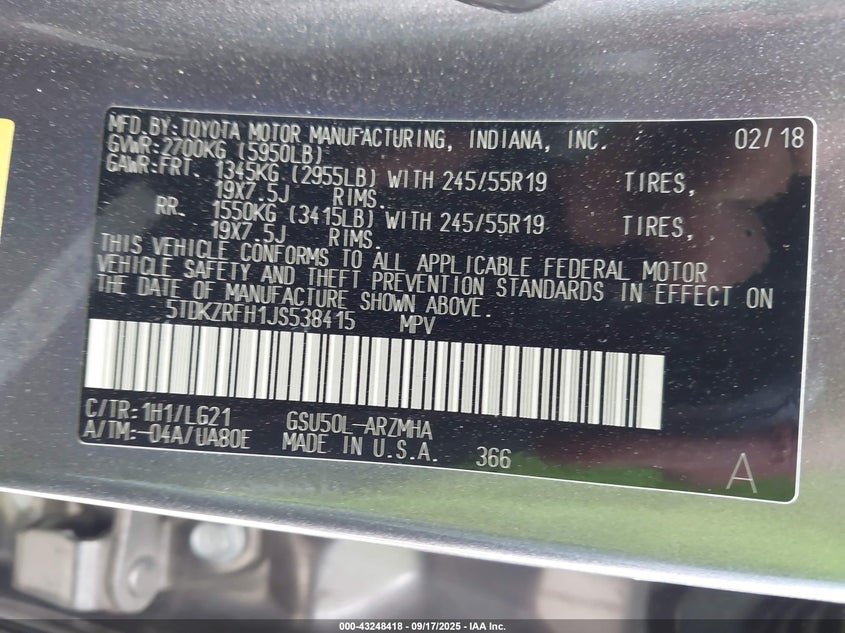 MFD.BY:TOYOTA MOTOR MANUFACTURING, INDIANA, INC. 02/18
GVWR:2700KG (5950LB)
GAWR:FRT. 1345KG (2955LB) WITH 245/55R19 TIRES,
19X7.5J RIMS.
RR. 1550KG (3415LB) WITH 245/55R19 TIRES,
19X7.5J RIMS.
THIS VEHICLE CONFORMS TO ALL APPLICABLE FEDERAL MOTOR
VEHICLE SAFETY AND THEFT PREVENTION STANDARDS IN EFFECT ON
THE DATE OF MANUFACTURE SHOWN ABOVE.
5TDKZRFH1JS538415 MPV
C/TR:1H1/LG21 GSU50L-ARZMHA
A/TM:-04A/UA80E MADE IN U.S.A. 366
A
000-43248418 - 09/17/2025 - IAA Inc.